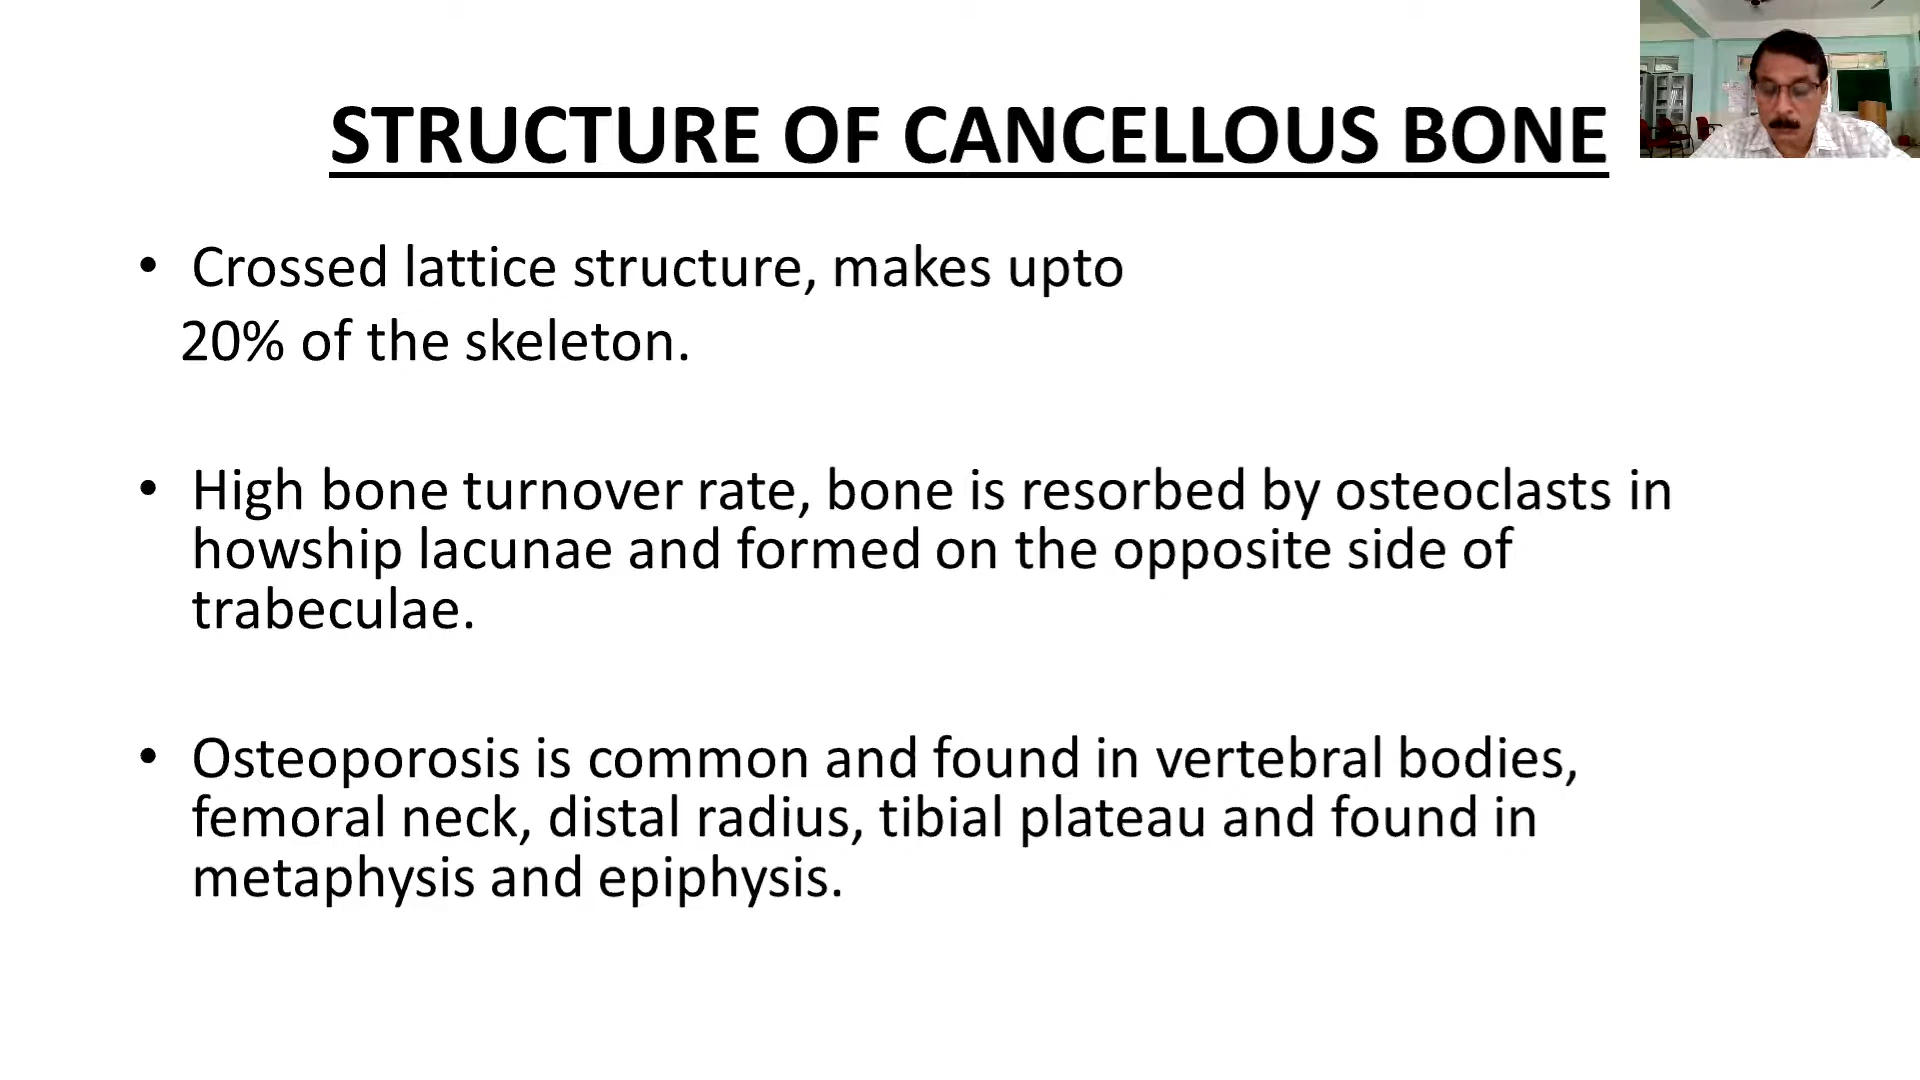 STRUCTURE OF CANCELLOUS BONE
• Crossed lattice structure, makes upto
20% of the skeleton.
• High bone turnover rate, bone is resorbed by osteoclasts in
howship lacunae and formed on the opposite side of
trabeculae.
• Osteoporosis is common and found in vertebral bodies,
femoral neck, distal radius, tibial plateau and found in
metaphysis and epiphysis.